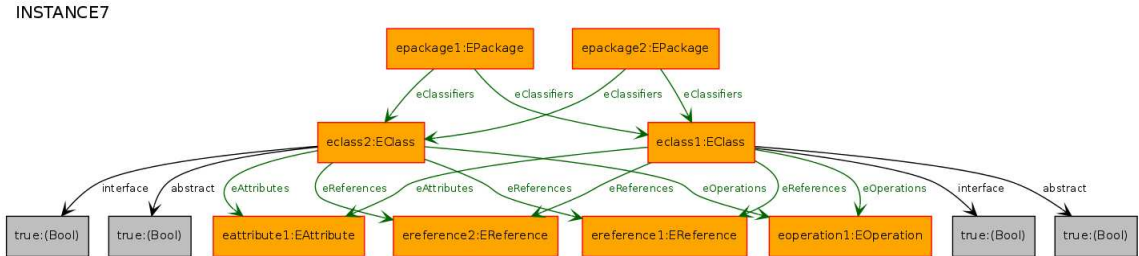 INSTANCE7
epackage1:EPackage
epackage2:EPackage
eClassifiers
eClassifiers
eClassifiers
eClassifiers
eclass2:EClass
eclass1:EClass
interface
abstract
eAttributes
eReferences
eAttributes
eReferences
eReferences
eOperations
eReferences
eOperations
interface
abstract
true:(Bool)
true:(Bool)
eattribute1:EAttribute
ereference2:EReference
ereference1:EReference
eoperation1:EOperation
true:(Bool)
true:(Bool)